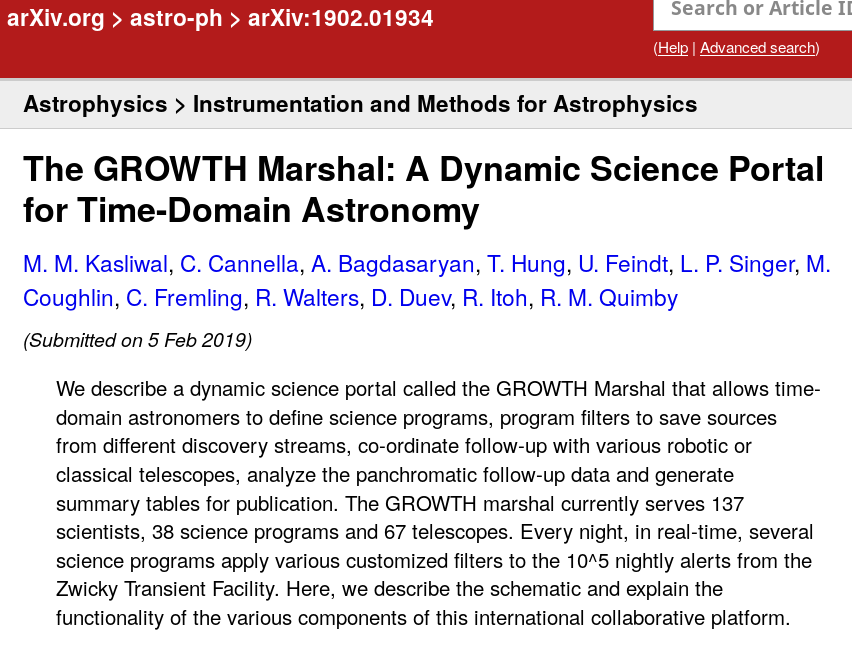 arXiv.org > astro-ph > arXiv:1902.01934
Search or Article
(Help | Advanced search)
Astrophysics > Instrumentation and Methods for Astrophysics
The GROWTH Marshal: A Dynamic Science Portal
for Time-Domain Astronomy
M. M. Kasliwal, C. Cannella, A. Bagdasaryan, T. Hung, U. Feindt, L. P. Singer, M.
Coughlin, C. Fremling, R. Walters, D. Duev, R. Itoh, R. M. Quimby
(Submitted on 5 Feb 2019)
We describe a dynamic science portal called the GROWTH Marshal that allows time-
domain astronomers to define science programs, program filters to save sources
from different discovery streams, co-ordinate follow-up with various robotic or
classical telescopes, analyze the panchromatic follow-up data and generate
summary tables for publication. The GROWTH marshal currently serves 137
scientists, 38 science programs and 67 telescopes. Every night, in real-time, several
science programs apply various customized filters to the 10^5 nightly alerts from the
Zwicky Transient Facility. Here, we describe the schematic and explain the
functionality of the various components of this international collaborative platform.